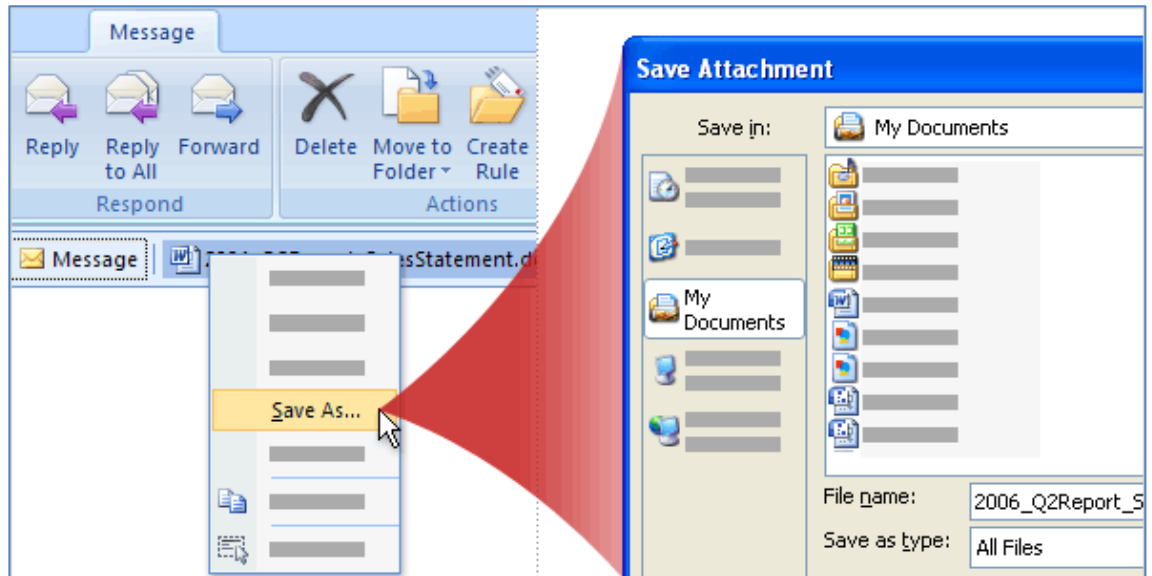 Message
Reply
Reply
to All
Forward
Delete
Move to
Folder
Create
Rule
Respond
Actions
Message
Save As...
Save Attachment
Save in:
My Documents
My
Documents
File name:
2006_Q2Report_S
Save as type:
All Files